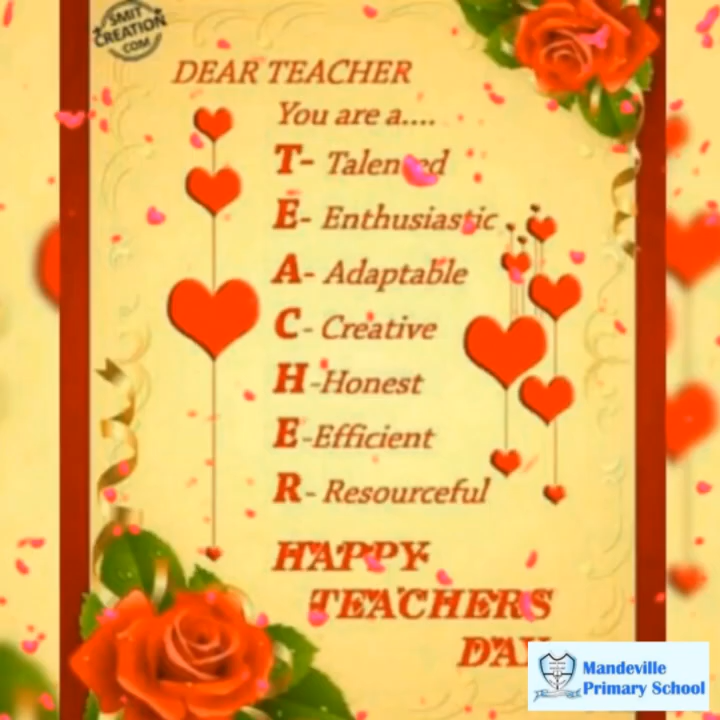 SMIT
CREATION
.COM
DEAR TEACHER
You are a....
T- Talented
E- Enthusiastic
A- Adaptable
C- Creative
H-Honest
E-Efficient
R- Resourceful
HAPPY
TEACHERS
DAY
Mandeville
Primary School